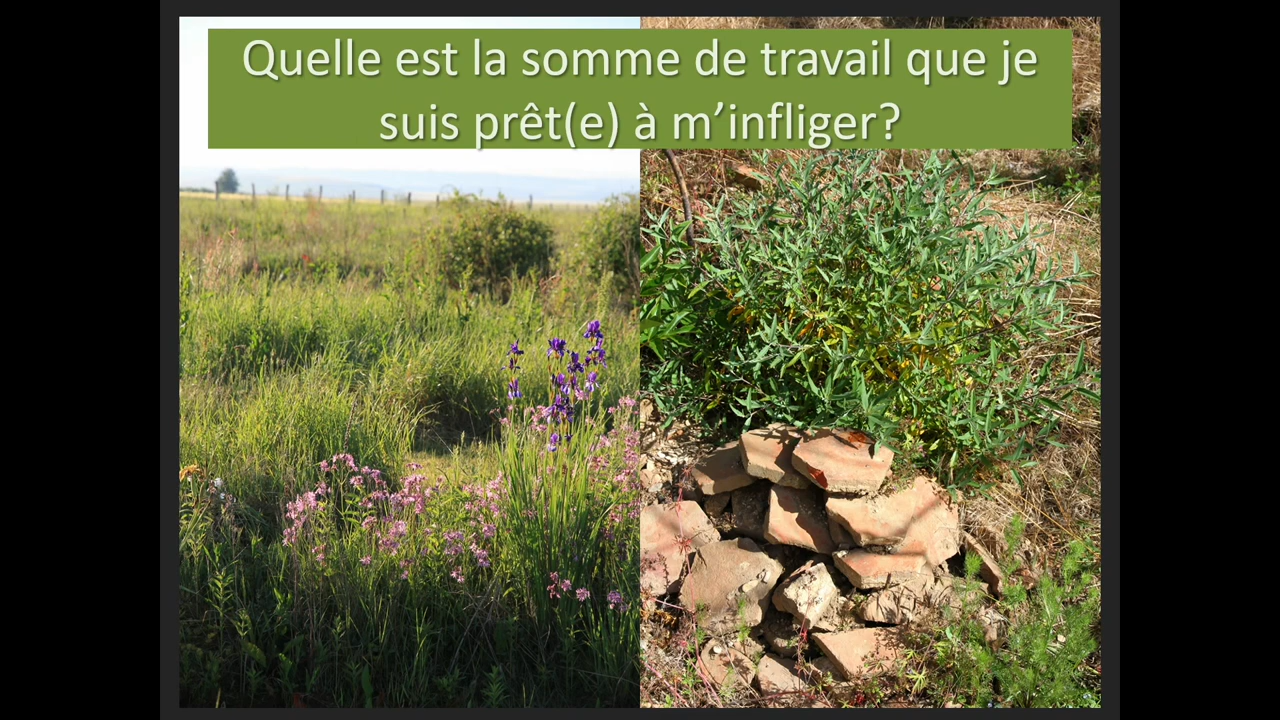 Quelle est la somme de travail que je
suis prêt(e) à m’infliger?